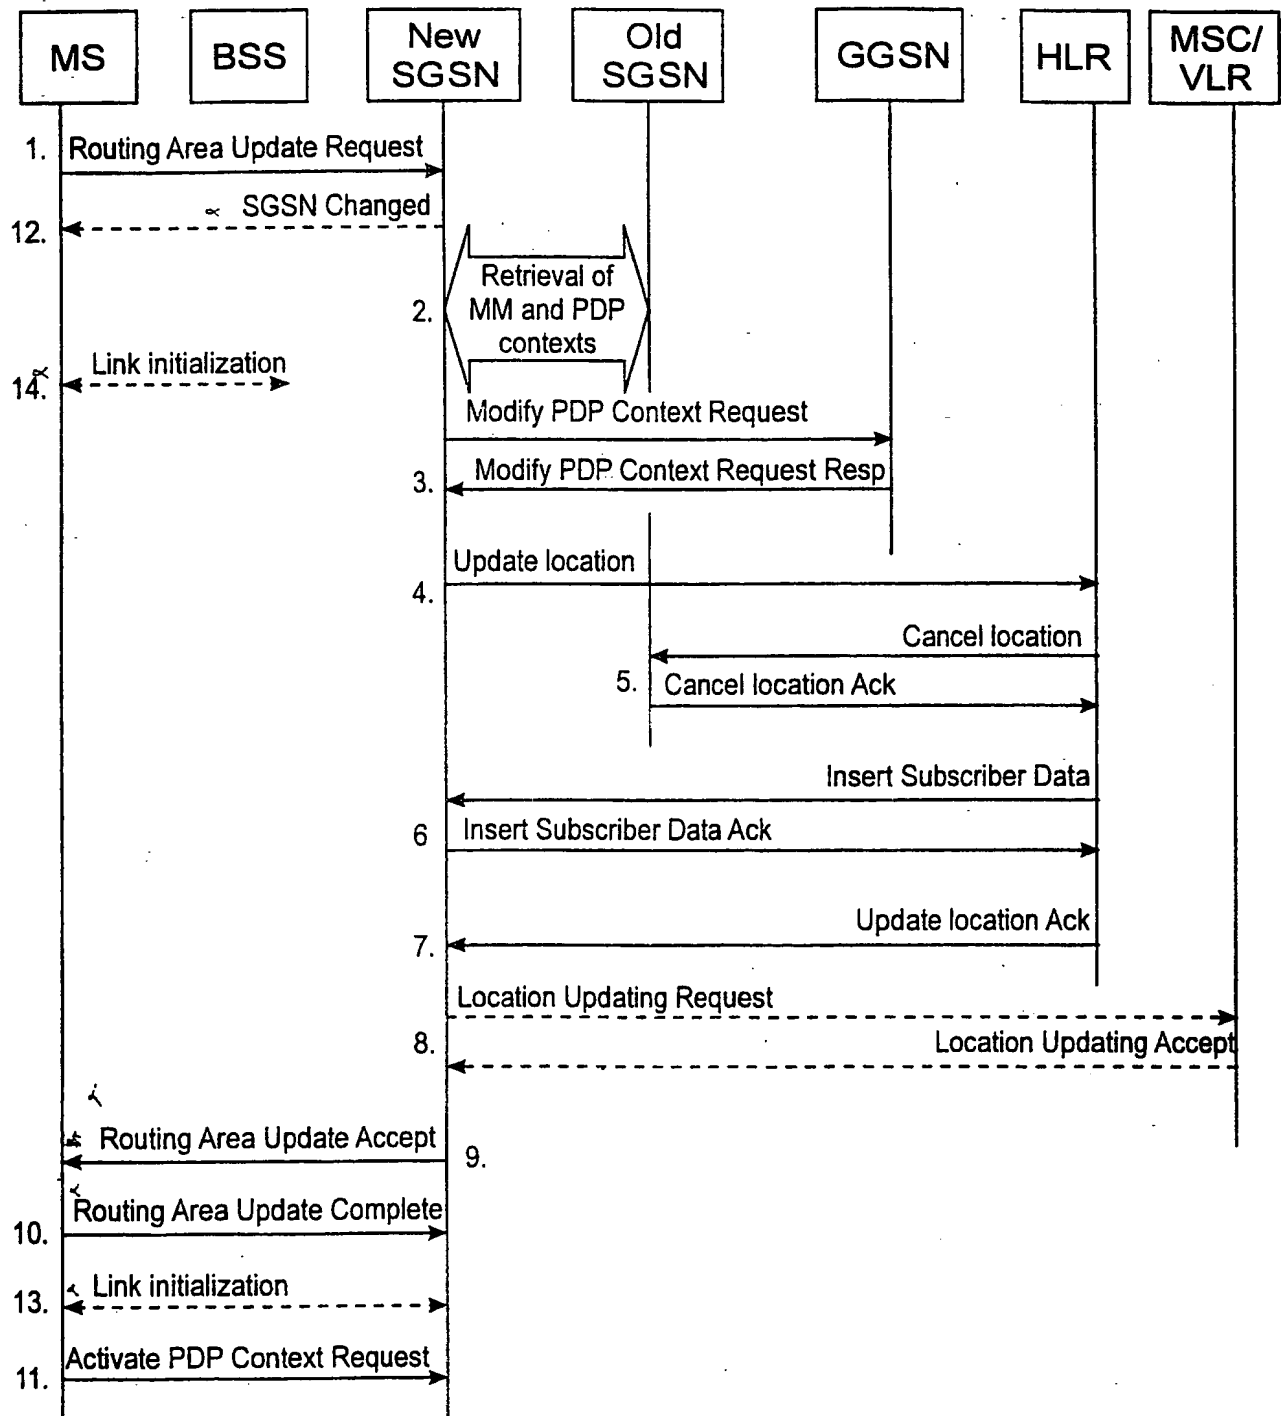 MS
BSS
New
SGSN
Old
SGSN
GGSN
HLR
MSC/
VLR
1. Routing Area Update Request
SGSN Changed
12.
Retrieval of
2. MM and PDP
contexts
Link initialization
14.
Modify PDP Context Request
Modify PDP Context Request Resp
3.
Update location
4.
Cancel location
5. Cancel location Ack
Insert Subscriber Data
6 Insert Subscriber Data Ack
Update location Ack
7.
Location Updating Request
8. Location Updating Accept
Routing Area Update Accept 9.
Routing Area Update Complete
10.
Link initialization
13.
Activate PDP Context Request
11.